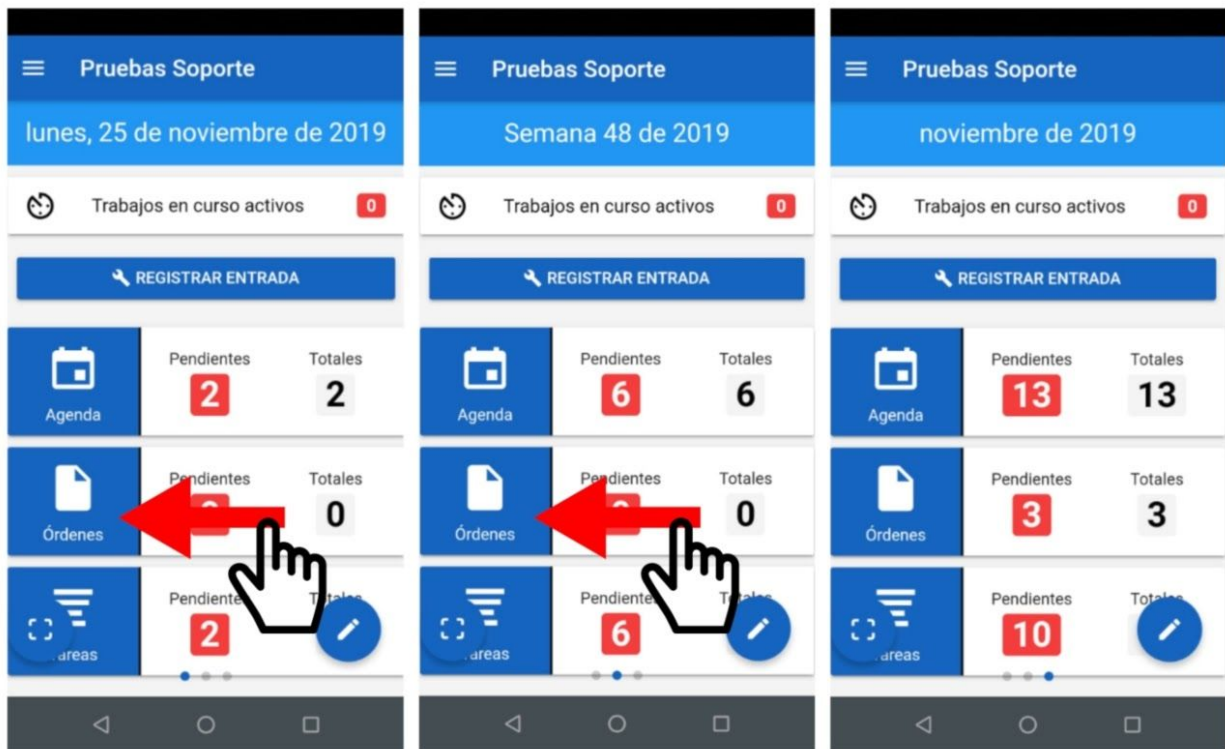 Pruebas Soporte
lunes, 25 de noviembre de 2019
Trabajos en curso activos
0
REGISTRAR ENTRADA
Pendientes Totales
2 2
Agenda
Pendientes Totales
0
Órdenes
Totales
2
Pruebas Soporte
Semana 48 de 2019
Trabajos en curso activos
0
REGISTRAR ENTRADA
Pendientes Totales
6 6
Agenda
Pendientes Totales
0
Órdenes
6
Pruebas Soporte
noviembre de 2019
Trabajos en curso activos
0
REGISTRAR ENTRADA
Pendientes Totales
13 13
Agenda
Pendientes Totales
3 3
Órdenes
Pendientes Totales
10